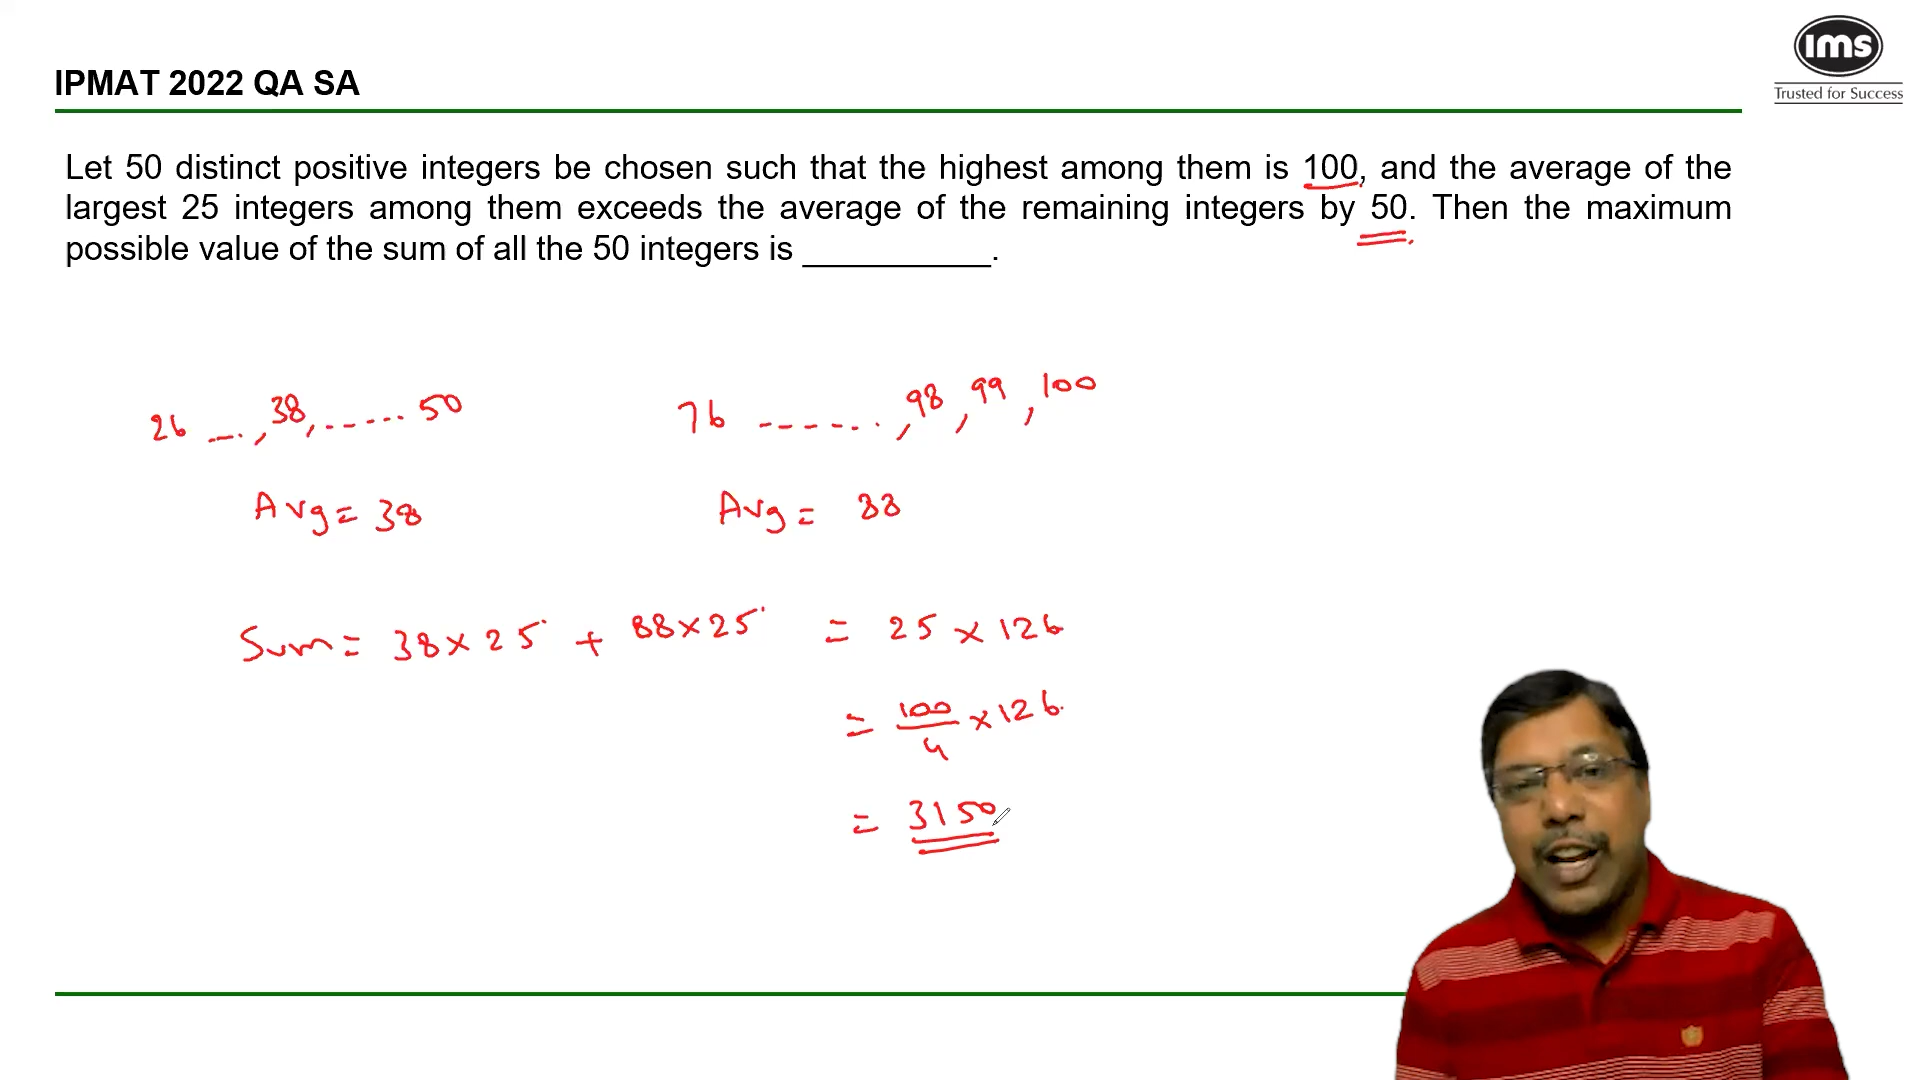 IMS
Trusted for Success
IPMAT 2022 QA SA
Let 50 distinct positive integers be chosen such that the highest among them is 100, and the average of the
largest 25 integers among them exceeds the average of the remaining integers by 50. Then the maximum
possible value of the sum of all the 50 integers is __________.
26 ---., 38, ...... 50
76 ------., 98, 99, 100
Avg = 38
Avg = 88
Sum = 38 x 25 + 88 x 25 = 25 x 126
= 100/4 x 126
= 3150